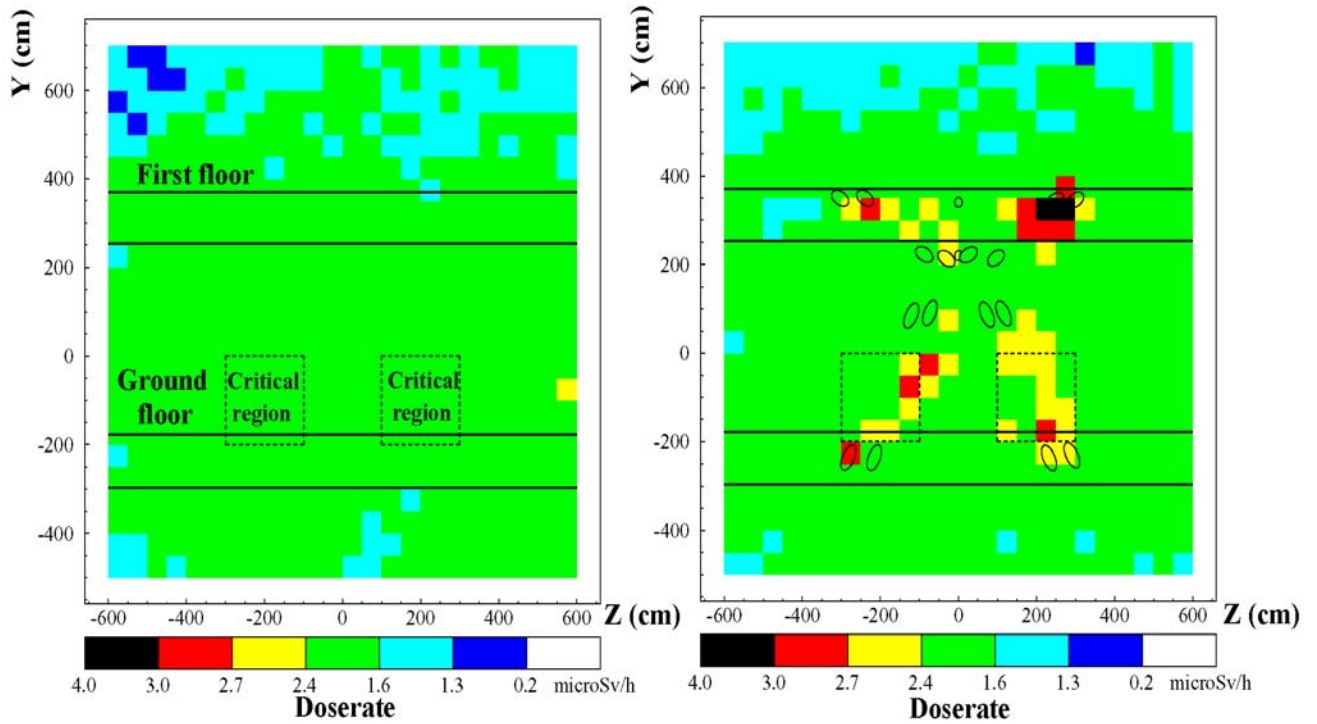 Y (cm)
600
400
200
0
-200
-400
First floor
Ground
floor
Critical
region
Critical
region
-600
-400
-200
0
200
400
600
Z (cm)
4.0
3.0
2.7
2.4
1.6
1.3
0.2
microSv/h
Doserate
Y (cm)
600
400
200
0
-200
-400
-600
-400
-200
0
200
400
600
Z (cm)
4.0
3.0
2.7
2.4
1.6
1.3
0.2
microSv/h
Doserate